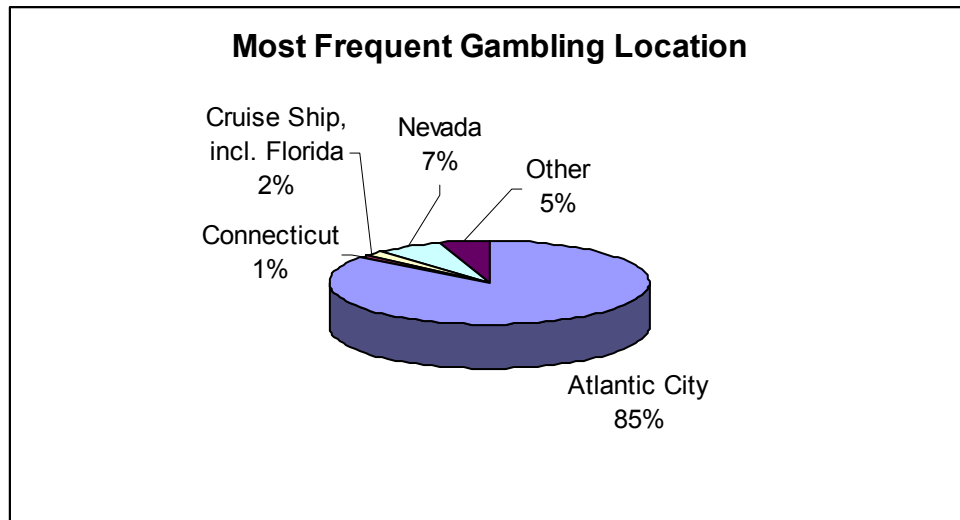 Most Frequent Gambling Location
Cruise Ship,
incl. Florida
2%
Nevada
7%
Other
5%
Connecticut
1%
Atlantic City
85%